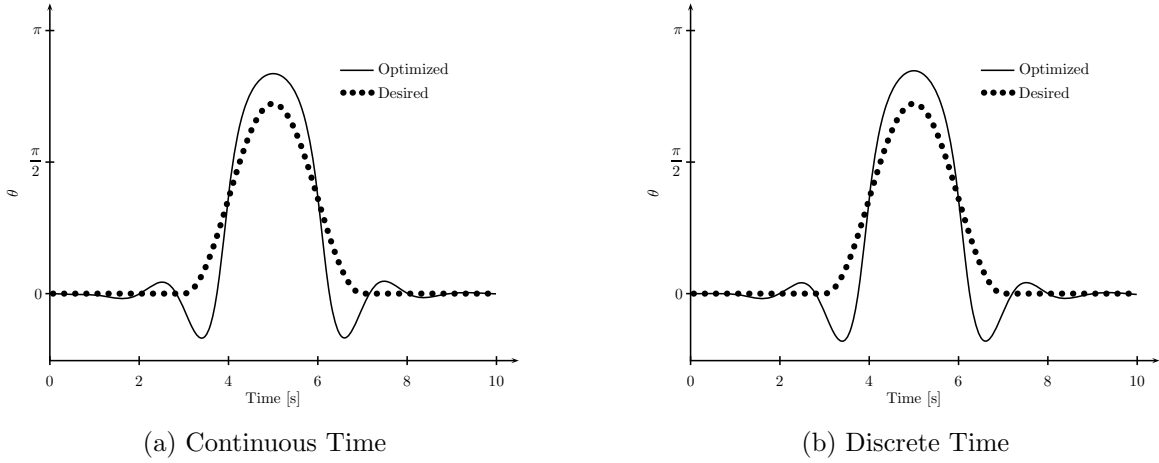 π
π
2
0
θ
Optimized
Desired
0 2 4 6 8 10
Time [s]
(a) Continuous Time
π
π
2
0
θ
Optimized
Desired
0 2 4 6 8 10
Time [s]
(b) Discrete Time